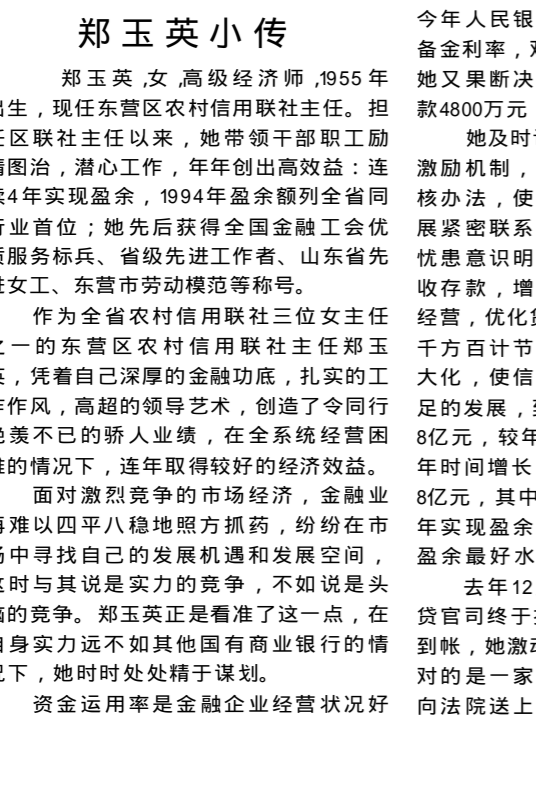 郑玉英小传
郑玉英,女,高级经济师,1955年
出生，现任东营区农村信用联社主任。担
任区联社主任以来，她带领干部职工励
精图治，潜心工作，年年创出高效益：连
续4年实现盈余，1994年盈余额列全省同
行业首位；她先后获得全国金融工会优
质服务标兵、省级先进工作者、山东省先
进女工、东营市劳动模范等称号。
作为全省农村信用联社三位女主任
之一的东营区农村信用联社主任郑玉
英，凭着自己深厚的金融功底，扎实的工
作作风，高超的领导艺术，创造了令同行
艳羡不已的骄人业绩，在全系统经营困
难的情况下，连年取得较好的经济效益。
面对激烈竞争的市场经济，金融业
再难以四平八稳地照方抓药，纷纷在市
场中寻找自己的发展机遇和发展空间，
这时与其说是实力的竞争，不如说是头
脑的竞争。郑玉英正是看准了这一点，在
自身实力远不如其他国有商业银行的情
况下，她时时处处精于谋划。
资金运用率是金融企业经营状况好
今年人民银
备金利率，
她又果断决
款4800万元
她及时
激励机制，
核办法，使
展紧密联系
忧患意识明
收存款，增
经营，优化
千方百计节
大化，使信
足的发展，
8亿元，较年
年时间增长
8亿元，其中
年实现盈余
盈余最好水
去年12
贷官司终于
到帐，她激动
对的是一家
向法院送上